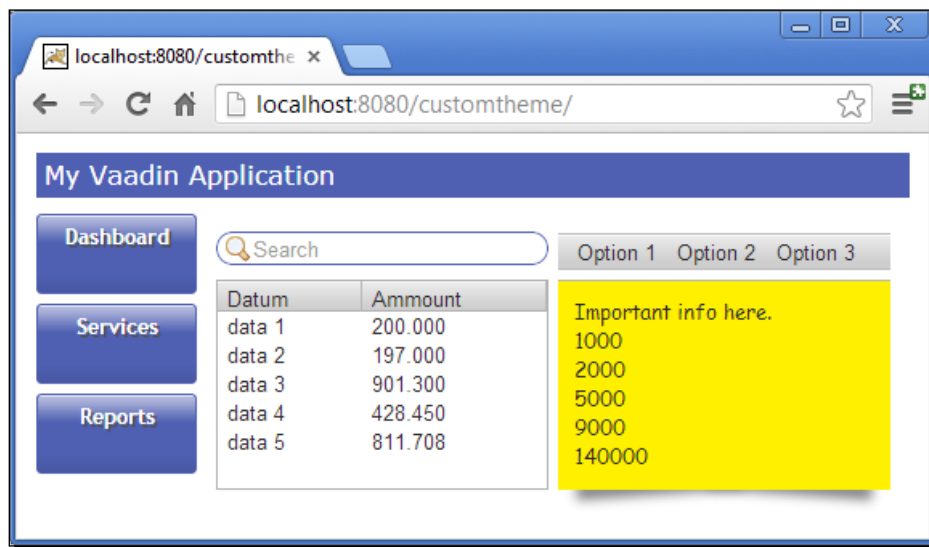 localhost:8080/customthe
localhost:8080/customtheme/
My Vaadin Application
Dashboard
Services
Reports
Search
Datum Ammount
data 1 200.000
data 2 197.000
data 3 901.300
data 4 428.450
data 5 811.708
Option 1 Option 2 Option 3
Important info here.
1000
2000
5000
9000
140000